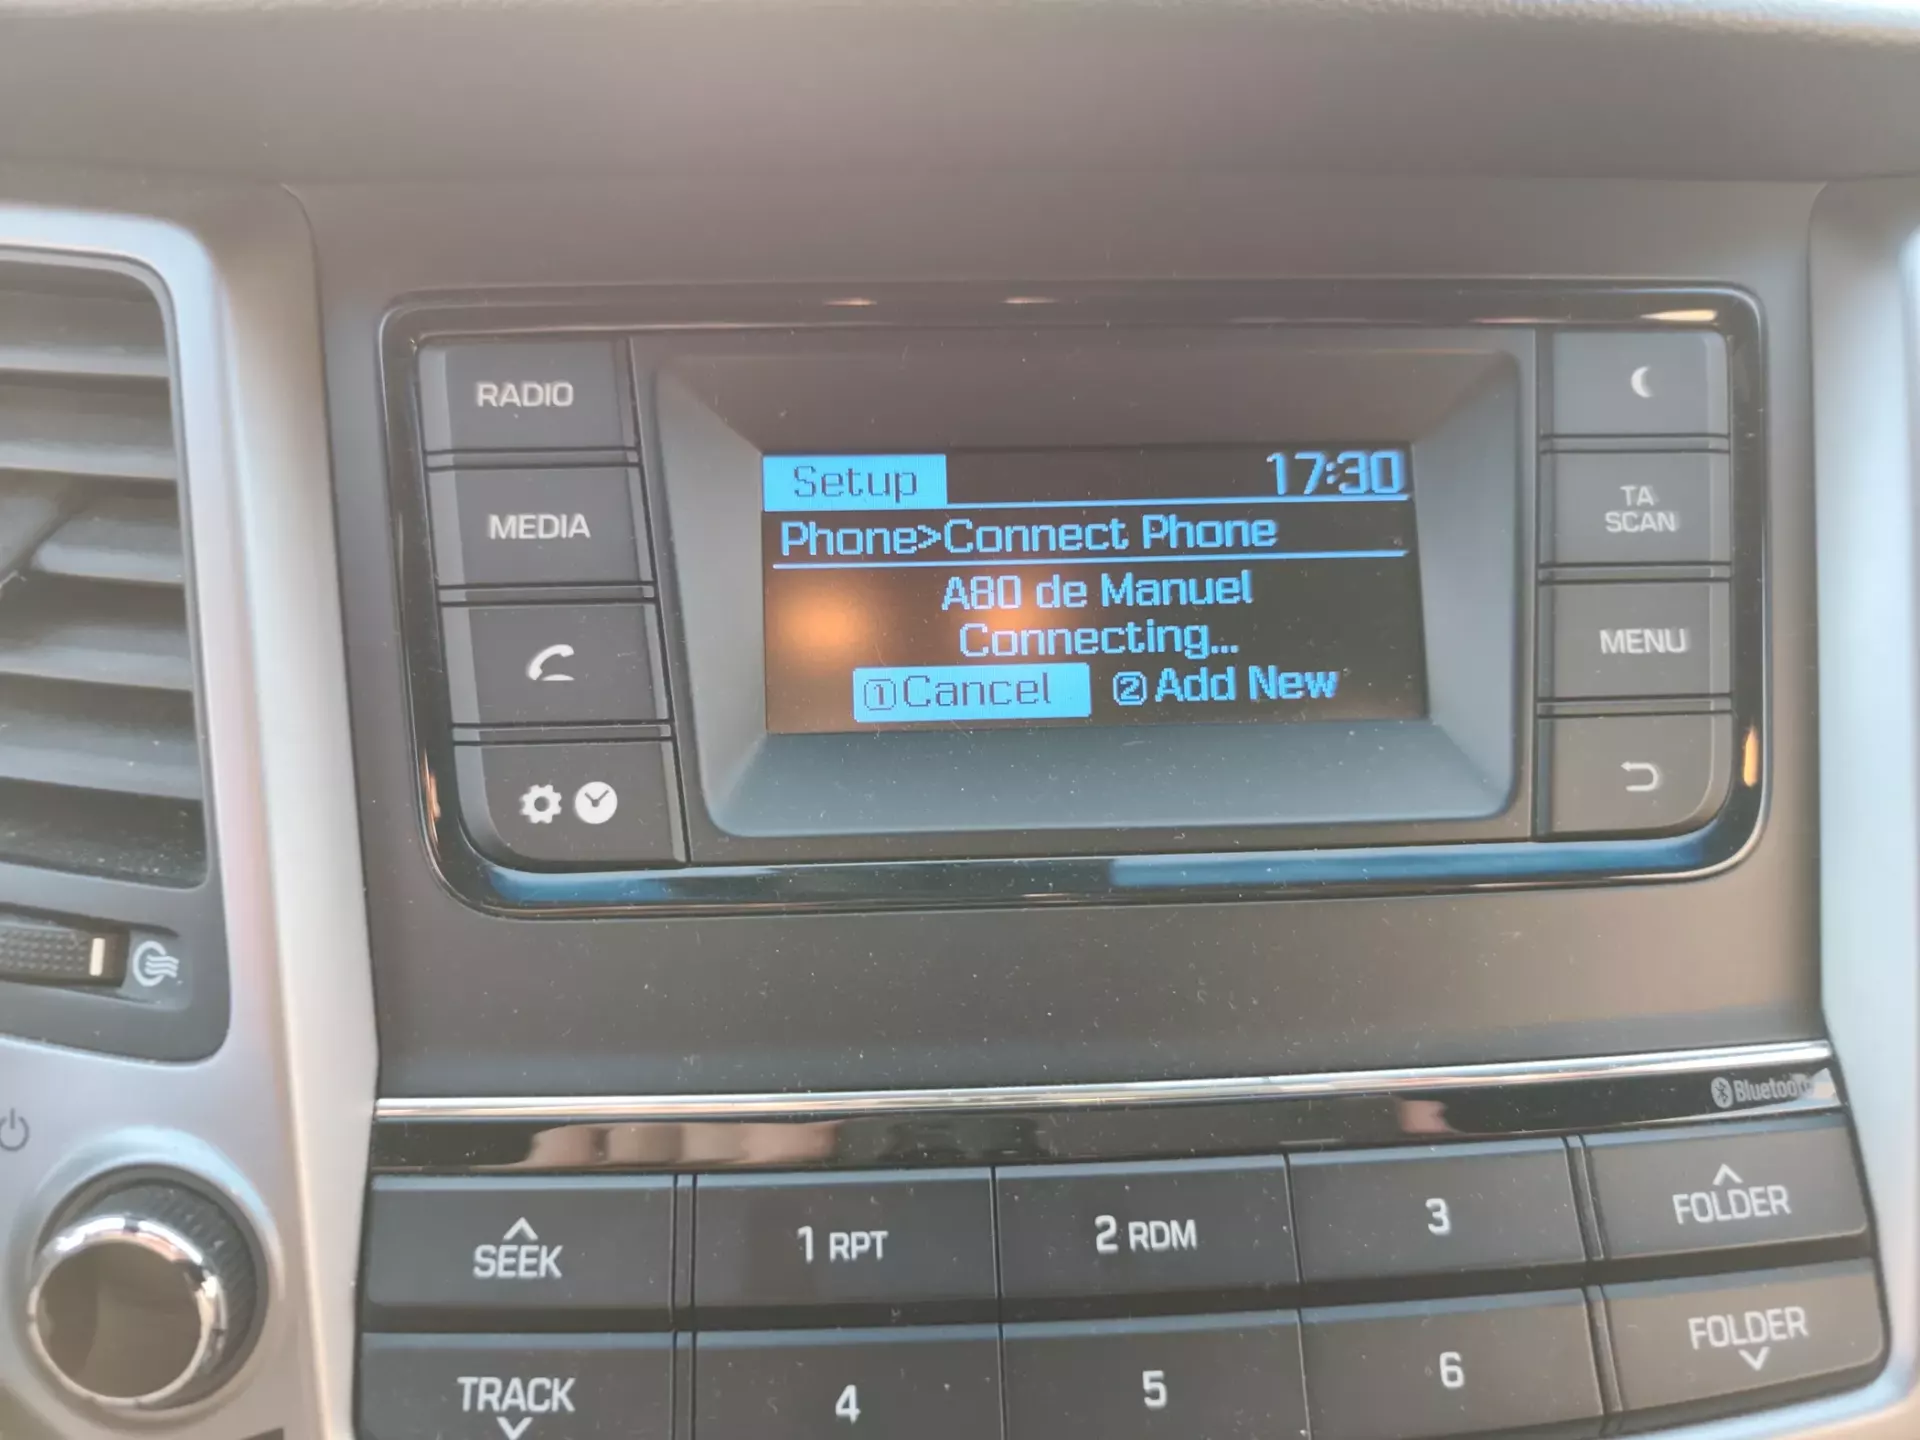 RADIO
MEDIA
Setup 17:30
Phone>Connect Phone
A80 de Manuel
Connecting...
①Cancel ②Add New
TA
SCAN
MENU
Bluetooth
SEEK
1 RPT
2 RDM
3
FOLDER
TRACK
4
5
6
FOLDER